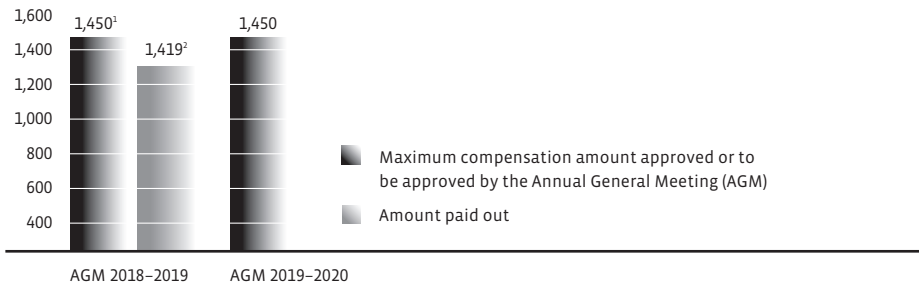 1,600
1,400
1,200
1,000
800
600
400
1,450¹
1,419²
1,450
Maximum compensation amount approved or to
be approved by the Annual General Meeting (AGM)
Amount paid out
AGM 2018–2019
AGM 2019–2020